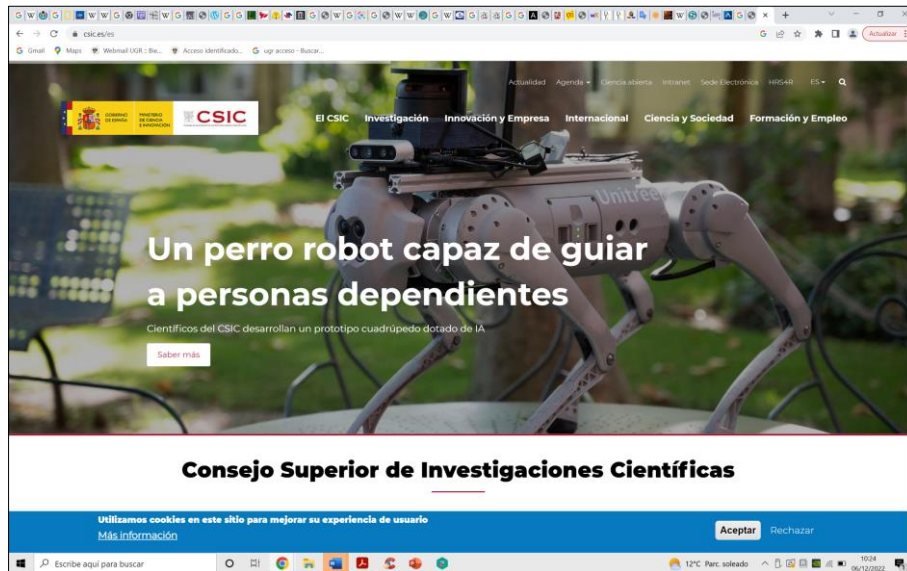 csic.es/es
Actualizar
Gmail Maps Webmail UGR :: Bie... Acceso identificado... ugr acceso - Buscar...
Actualidad Agenda Ciencia abierta Intranet Sede Electrónica HRS4R ES
GOBIERNO DE ESPAÑA
MINISTERIO DE CIENCIA E INNOVACIÓN
CSIC
El CSIC Investigación Innovación y Empresa Internacional Ciencia y Sociedad Formación y Empleo
Unitree
Un perro robot capaz de guiar
a personas dependientes
Científicos del CSIC desarrollan un prototipo cuadrúpedo dotado de IA
Saber más
Consejo Superior de Investigaciones Científicas
Utilizamos cookies en este sitio para mejorar su experiencia de usuario
Más información
Aceptar Rechazar
Escribe aquí para buscar
12°C Parc. soleado
10:24
06/12/2022